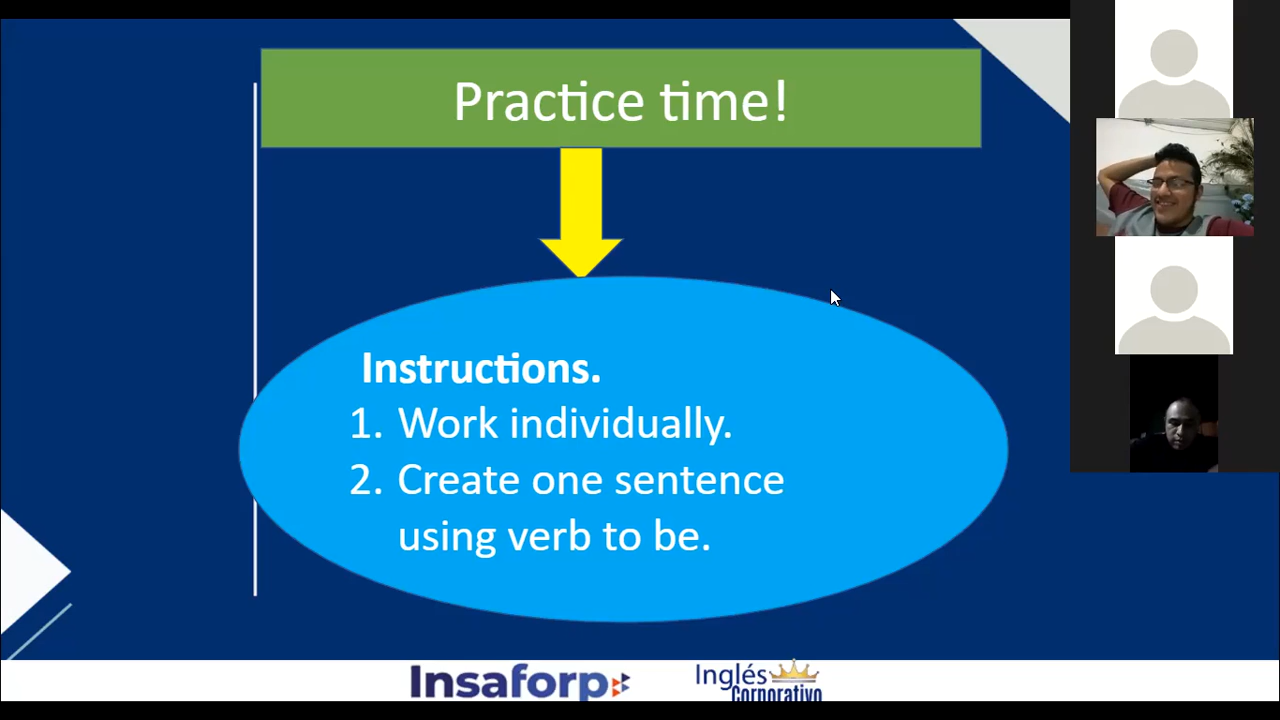 Practice time!
Instructions.
1. Work individually.
2. Create one sentence
using verb to be.
Insaforp
Inglés
Corporativo